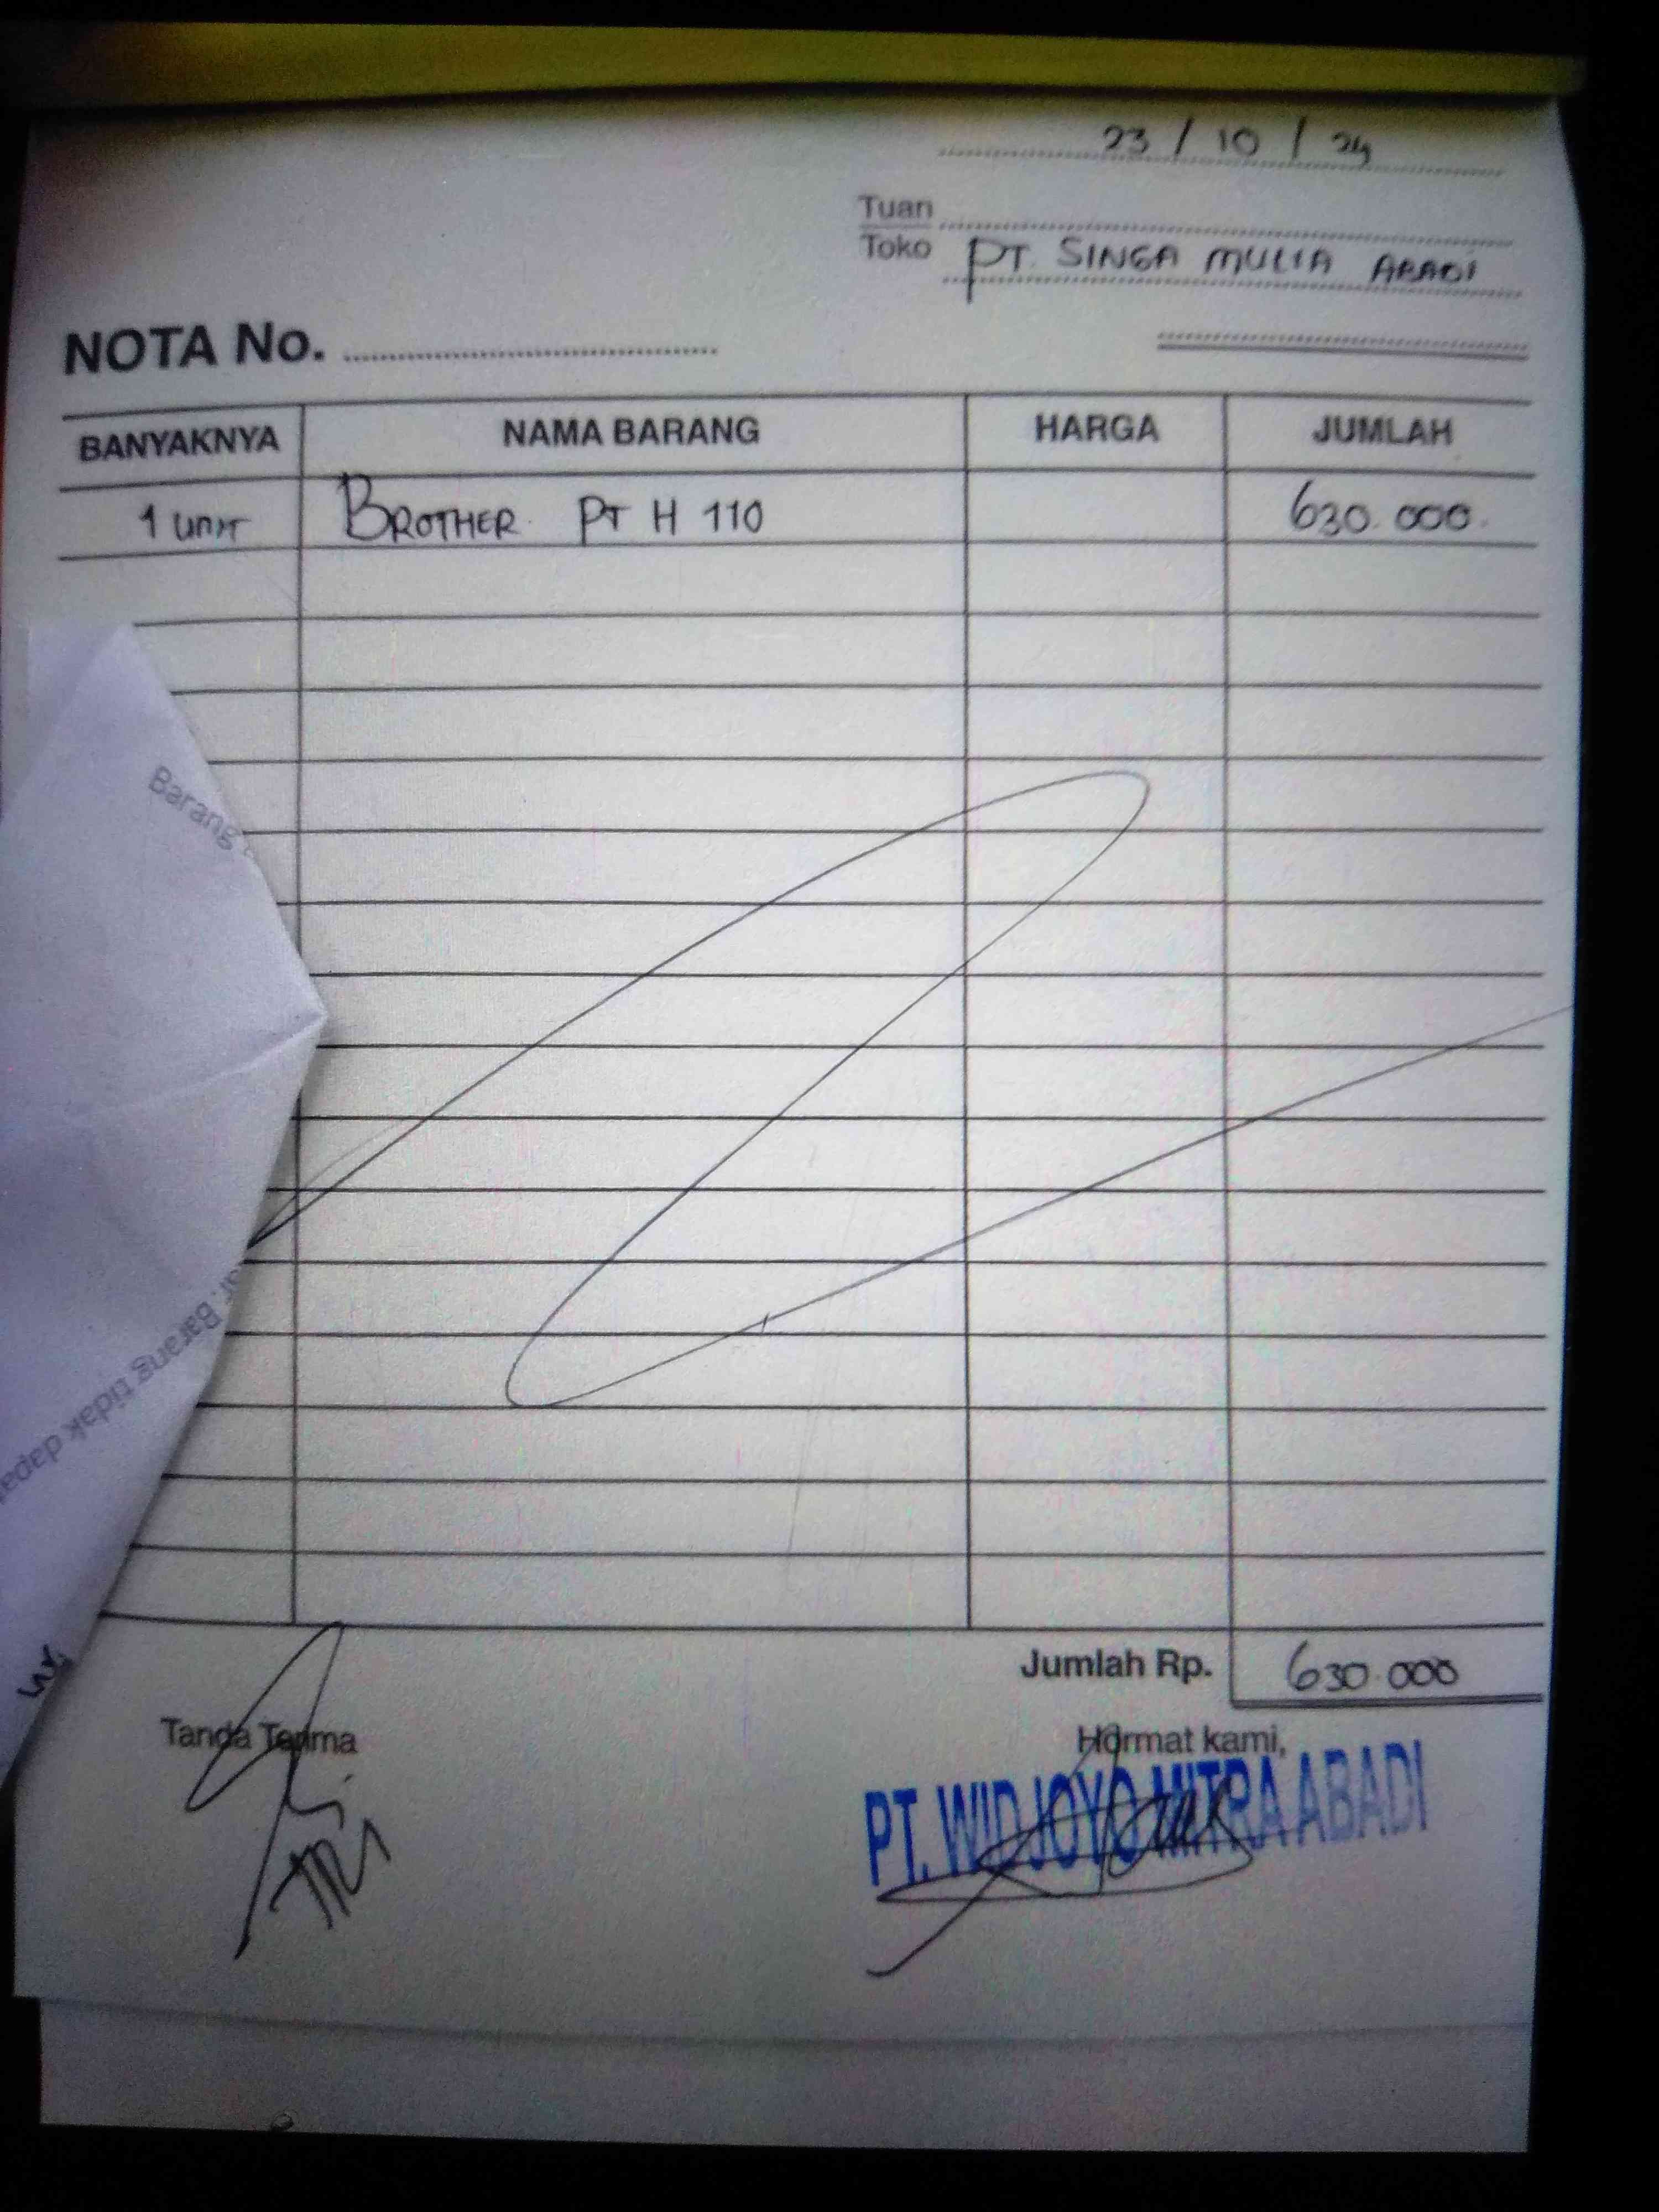 23 / 10 / 24
Tuan
Toko PT. SINGA MULIA ABADI
NOTA No.
BANYAKNYA NAMA BARANG HARGA JUMLAH
1 UNIT BROTHER PT H 110 630.000
Barang
Barang tidak dapa
Jumlah Rp. 630.000
Tanda Terima Hormat kami,
PT. WIDJOYO MITRA ABADI